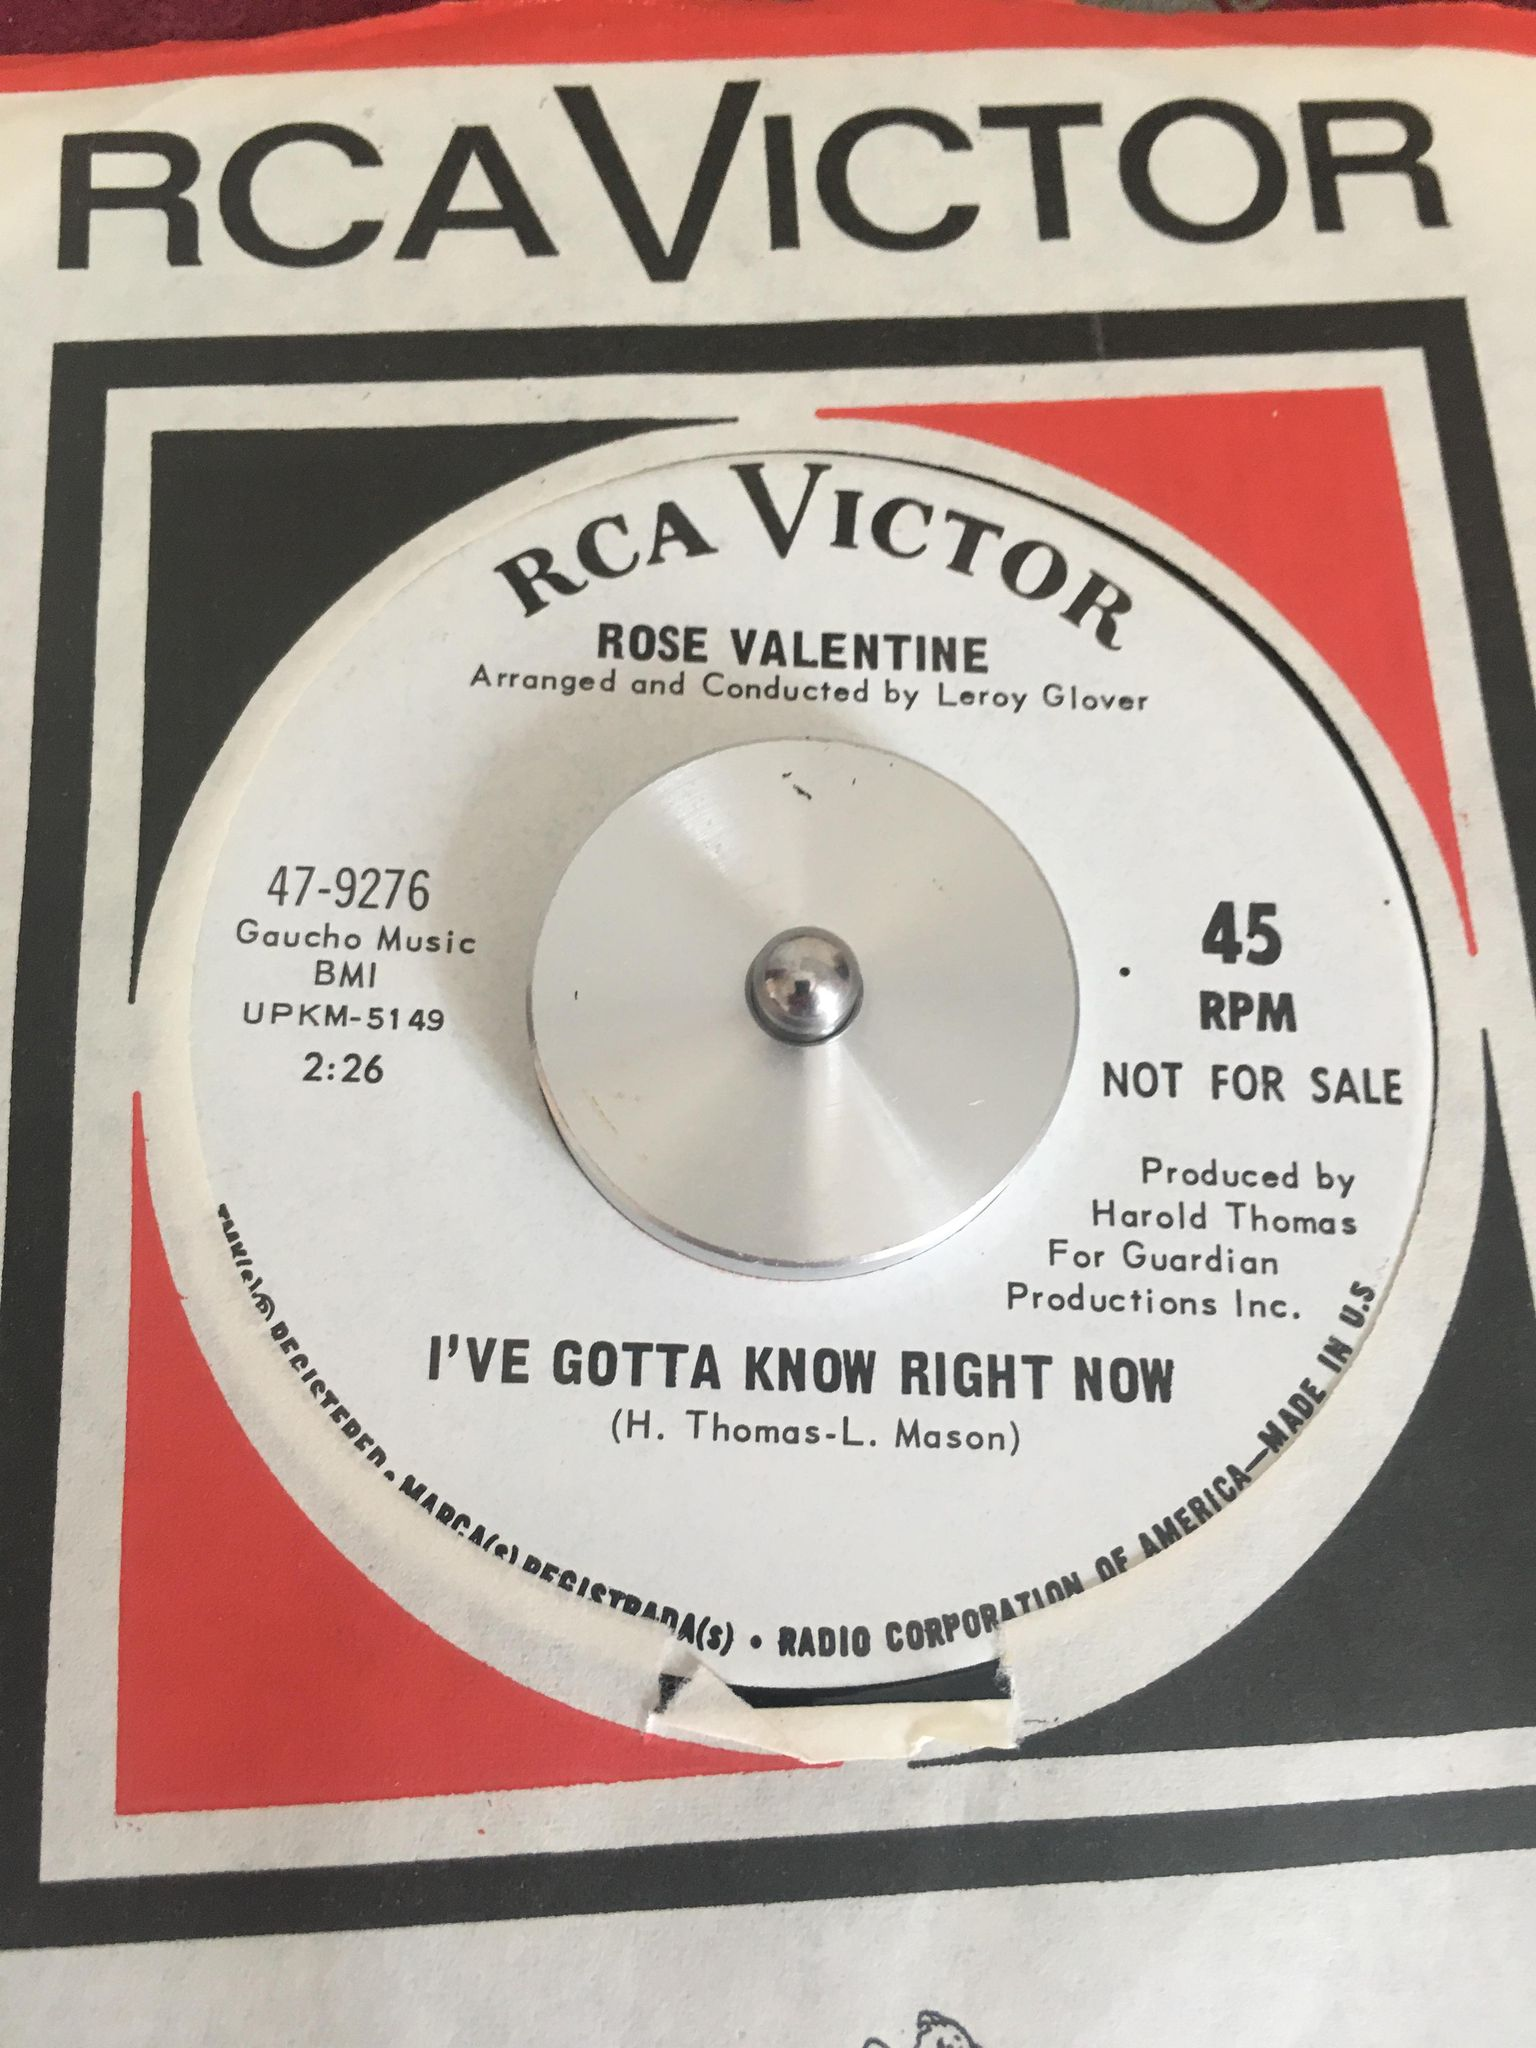 RCA VICTOR
RCA VICTOR
ROSE VALENTINE
Arranged and Conducted by Leroy Glover
47-9276
Gaucho Music
BMI
UPKM-5149
2:26
45
RPM
NOT FOR SALE
Produced by
Harold Thomas
For Guardian
Productions Inc.
I'VE GOTTA KNOW RIGHT NOW
(H. Thomas-L. Mason)
TMK(s) ® REGISTERED • MARCA(s) REGISTRADA(s) • RADIO CORPORATION OF AMERICA—MADE IN U.S